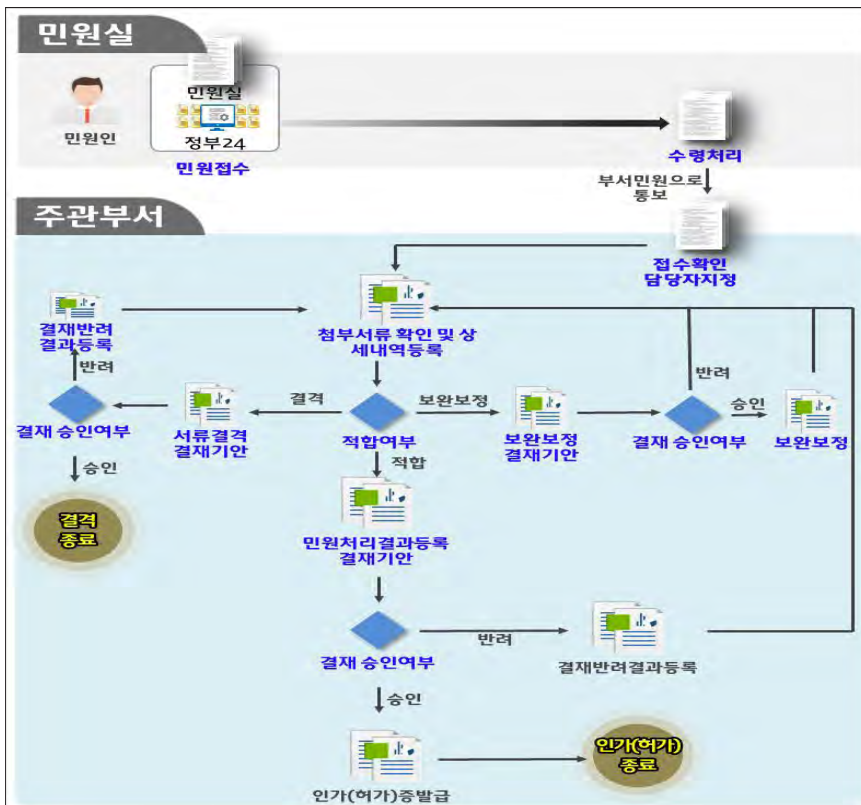 민원실
민원실
정부24
민원인
민원접수
수령처리
부서민원으로
통보
주관부서
접수확인
담당자지정
결재반려
결과등록
첨부서류 확인 및 상
세내역등록
반려
결격
보완보정
반려
승인
결재 승인여부
서류결격
결재기안
적합여부
보완보정
결재기안
결재 승인여부
보완보정
승인
적합
결격
종료
민원처리결과등록
결재기안
결재 승인여부
반려
결재반려결과등록
승인
인가(허가)증발급
인가(허가)
종료